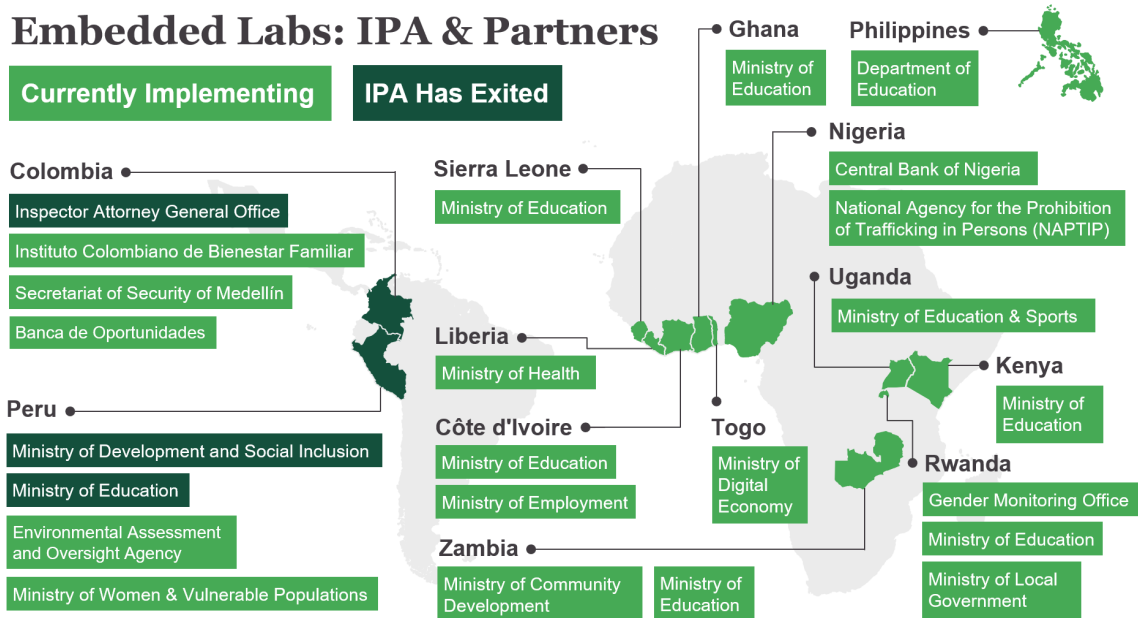 Embedded Labs: IPA & Partners
Currently Implementing
IPA Has Exited
Colombia
Inspector Attorney General Office
Instituto Colombiano de Bienestar Familiar
Secretariat of Security of Medellín
Banca de Oportunidades
Peru
Ministry of Development and Social Inclusion
Ministry of Education
Environmental Assessment
and Oversight Agency
Ministry of Women & Vulnerable Populations
Sierra Leone
Ministry of Education
Liberia
Ministry of Health
Côte d'Ivoire
Ministry of Education
Ministry of Employment
Zambia
Ministry of Community
Development
Ministry of
Education
Ghana
Ministry of
Education
Togo
Ministry of
Digital
Economy
Philippines
Department of
Education
Nigeria
Central Bank of Nigeria
National Agency for the Prohibition
of Trafficking in Persons (NAPTIP)
Uganda
Ministry of Education & Sports
Kenya
Ministry of
Education
Rwanda
Gender Monitoring Office
Ministry of Education
Ministry of Local
Government